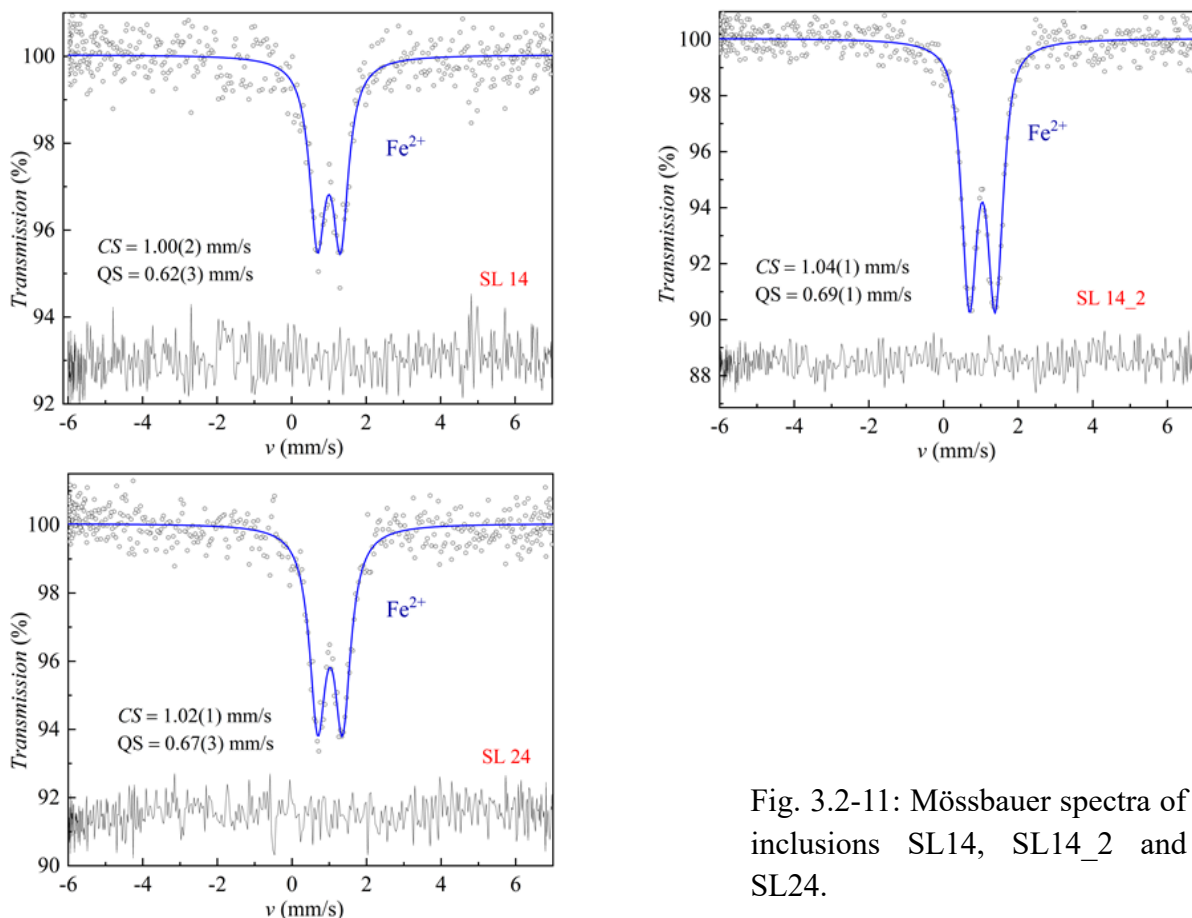 100
98
96
94
92
Transmission (%)
Fe²⁺
CS = 1.00(2) mm/s
QS = 0.62(3) mm/s
SL 14
-6 -4 -2 0 2 4 6
v (mm/s)
100
98
96
94
92
90
88
Transmission (%)
Fe²⁺
CS = 1.04(1) mm/s
QS = 0.69(1) mm/s
SL 14_2
-6 -4 -2 0 2 4 6
v (mm/s)
100
98
96
94
92
90
Transmission (%)
Fe²⁺
CS = 1.02(1) mm/s
QS = 0.67(3) mm/s
SL 24
-6 -4 -2 0 2 4 6
v (mm/s)
Fig. 3.2-11: Mössbauer spectra of
inclusions SL14, SL14_2 and
SL24.